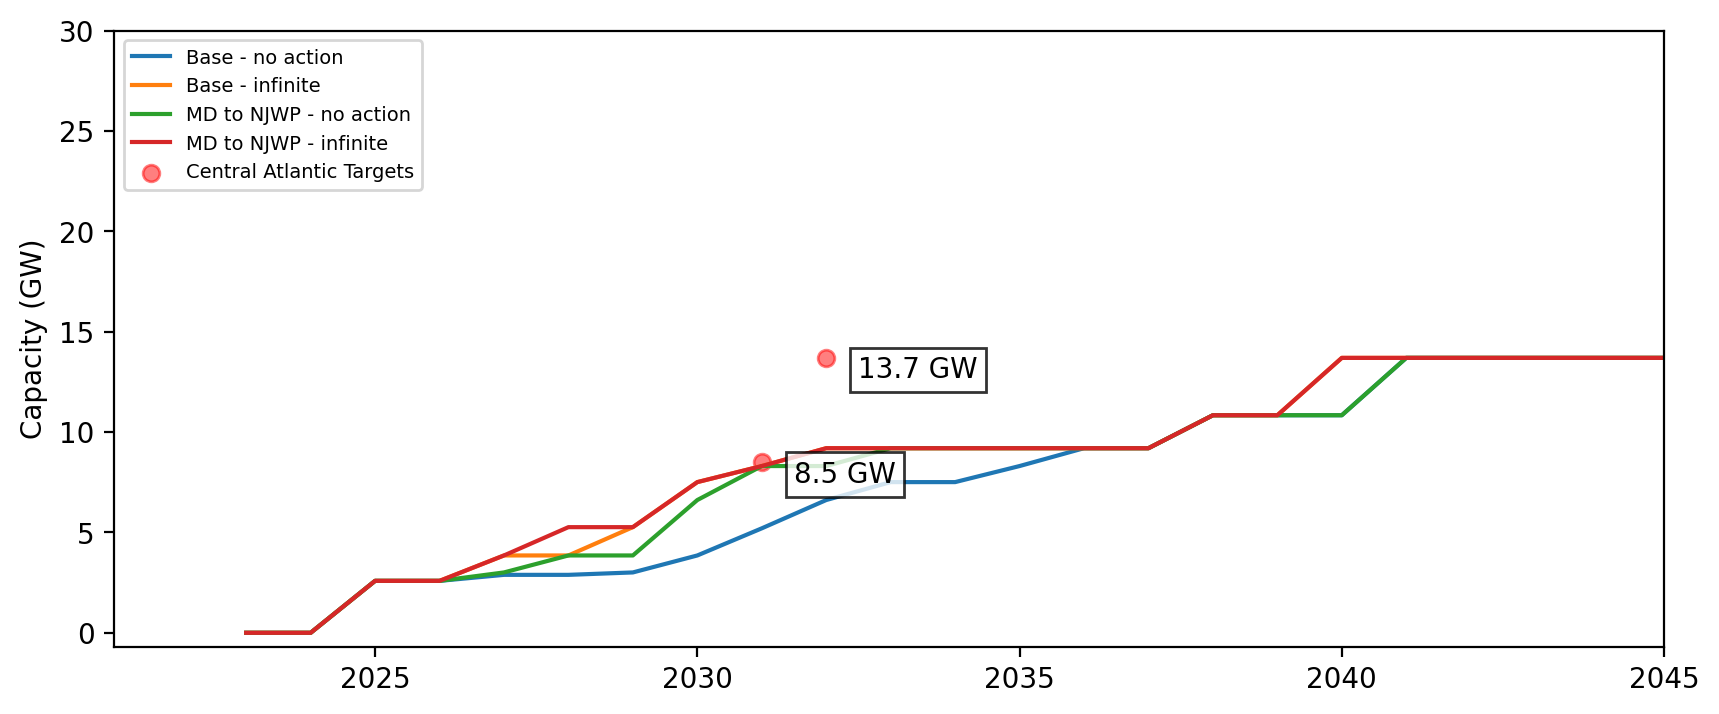 30
25
20
15
10
5
0
Capacity (GW)
Base - no action
Base - infinite
MD to NJWP - no action
MD to NJWP - infinite
Central Atlantic Targets
13.7 GW
8.5 GW
2025
2030
2035
2040
2045